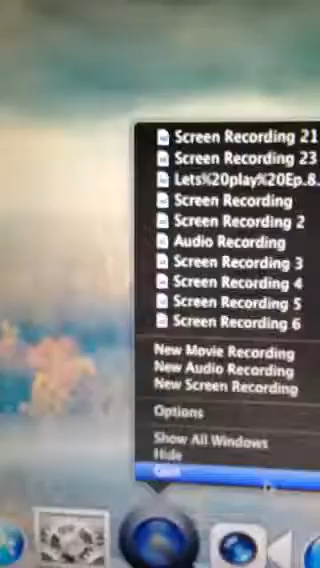 Screen Recording 21
Screen Recording 23
Lets%20play%20Ep.8.
Screen Recording
Screen Recording 2
Audio Recording
Screen Recording 3
Screen Recording 4
Screen Recording 5
Screen Recording 6
New Movie Recording
New Audio Recording
New Screen Recording
Options
Show All Windows
Hide
Quit